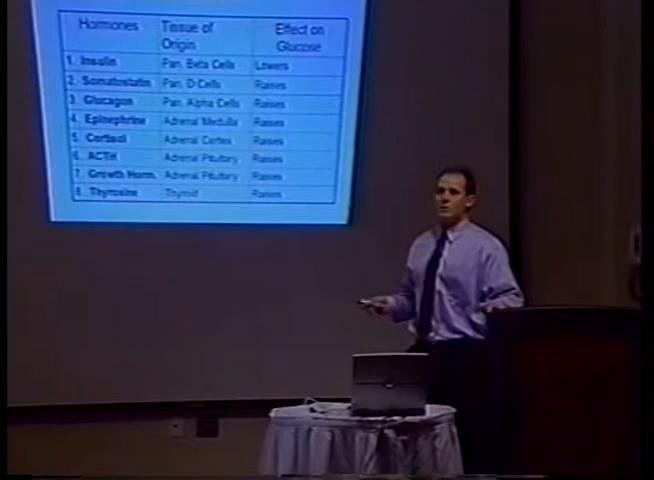 Hormones Tissue of Origin Effect on Glucose
1. Insulin Pan. Beta Cells Lowers
2. Somatostatin Pan. D Cells Raises
3. Glucagon Pan. Alpha Cells Raises
4. Epinephrine Adrenal Medulla Raises
5. Cortisol Adrenal Cortex Raises
6. ACTH Adrenal Pituitary Raises
7. Growth Horm. Adrenal Pituitary Raises
8. Thyroxine Thyroid Raises